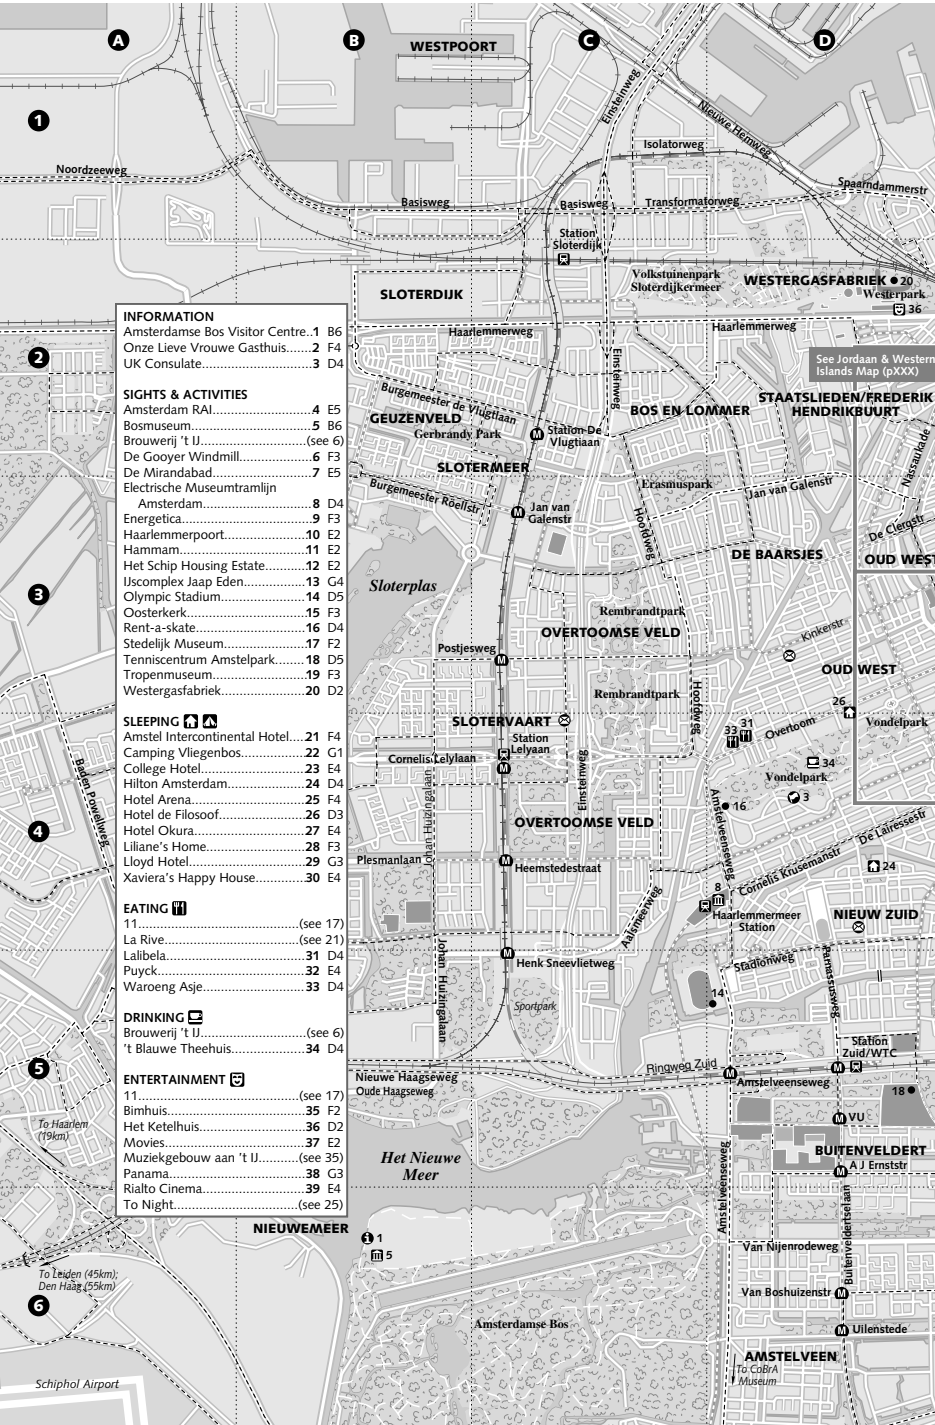 A
B
C
D
WESTPOORT
1
Einsteinweg
Nieuwe Hemweg
Isolatorweg
Noordzeeweg
Spaarndammerstr
Basisweg
Basisweg
Transformatorweg
Station
Sloterdijk
Volkstuinenpark
Sloterdijkermeer
WESTERGASFABRIEK 20
Westerpark
36
SLOTERDIJK
Haarlemmerweg
Haarlemmerweg
2
See Jordaan & Western
Islands Map (pXXX)
Einsteinweg
Burgemeester de Vlugtlaan
GEUZENVELD
Gerbrandy Park
Station De
Vlugtlaan
BOS EN LOMMER
STAATSLIEDEN/FREDERIK
HENDRIKBUURT
Nassaukade
SLOTERMEER
Burgemeester Röellstr
Erasmuspark
Jan van Galenstr
Jan van
Galenstr
Hoofdweg
De Clercqstr
DE BAARSJES
OUD WEST
3
Sloterplas
Rembrandtpark
OVERTOOMSE VELD
Kinkerstr
Postjesweg
OUD WEST
Rembrandtpark
Hoofdweg
26
SLOTERVAART
31
33
Overtoom
Vondelpark
Station
Lelylaan
Cornelis Lelylaan
34
Vondelpark
3
Einsteinweg
Baden Powellweg
Johan Huizingalaan
16
Amstelveenseweg
4
OVERTOOMSE VELD
De Lairessestr
Plesmanlaan
Heemstedestraat
Cornelis Krusemanstr
24
8
Aalsmeerweg
Haarlemmermeer
Station
NIEUW ZUID
Johan Huizingalaan
Henk Sneevlietweg
Stadionweg
Parnassusweg
Sportpark
14
5
Station
Zuid/WTC
Ringweg Zuid
Nieuwe Haagseweg
Oude Haagseweg
Amstelveenseweg
18
VU
To Haarlem
(19km)
Het Nieuwe
Meer
BUITENVELDERT
A J Ernststr
Amstelveenseweg
Buitenveldertselaan
NIEUWEMEER
1
5
Van Nijenrodeweg
To Leiden (45km);
Den Haag (55km)
Van Boshuizenstr
6
Amsterdamse Bos
Uilenstede
AMSTELVEEN
To CoBrA
Museum
Schiphol Airport
INFORMATION
Amsterdamse Bos Visitor Centre..1 B6
Onze Lieve Vrouwe Gasthuis.......2 F4
UK Consulate.......3 D4
SIGHTS & ACTIVITIES
Amsterdam RAI.......4 E5
Bosmuseum.......5 B6
Brouwerij 't IJ.......(see 6)
De Gooyer Windmill.......6 F3
De Mirandabad.......7 E5
Electrische Museumtramlijn
Amsterdam.......8 D4
Energetica.......9 F3
Haarlemmerpoort.......10 E2
Hammam.......11 E2
Het Schip Housing Estate.......12 E2
IJscomplex Jaap Eden.......13 G4
Olympic Stadium.......14 D5
Oosterkerk.......15 F3
Rent-a-skate.......16 D4
Stedelijk Museum.......17 F2
Tenniscentrum Amstelpark.......18 D5
Tropenmuseum.......19 F3
Westergasfabriek.......20 D2
SLEEPING
Amstel Intercontinental Hotel....21 F4
Camping Vliegenbos.......22 G1
College Hotel.......23 E4
Hilton Amsterdam.......24 D4
Hotel Arena.......25 F4
Hotel de Filosoof.......26 D3
Hotel Okura.......27 E4
Liliane's Home.......28 F3
Lloyd Hotel.......29 G3
Xaviera's Happy House.......30 E4
EATING
11.......(see 17)
La Rive.......(see 21)
Lalibela.......31 D4
Puyck.......32 E4
Waroeng Asje.......33 D4
DRINKING
Brouwerij 't IJ.......(see 6)
't Blauwe Theehuis.......34 D4
ENTERTAINMENT
11.......(see 17)
Bimhuis.......35 F2
Het Ketelhuis.......36 D2
Movies.......37 E2
Muziekgebouw aan 't IJ.......(see 35)
Panama.......38 G3
Rialto Cinema.......39 E4
To Night.......(see 25)